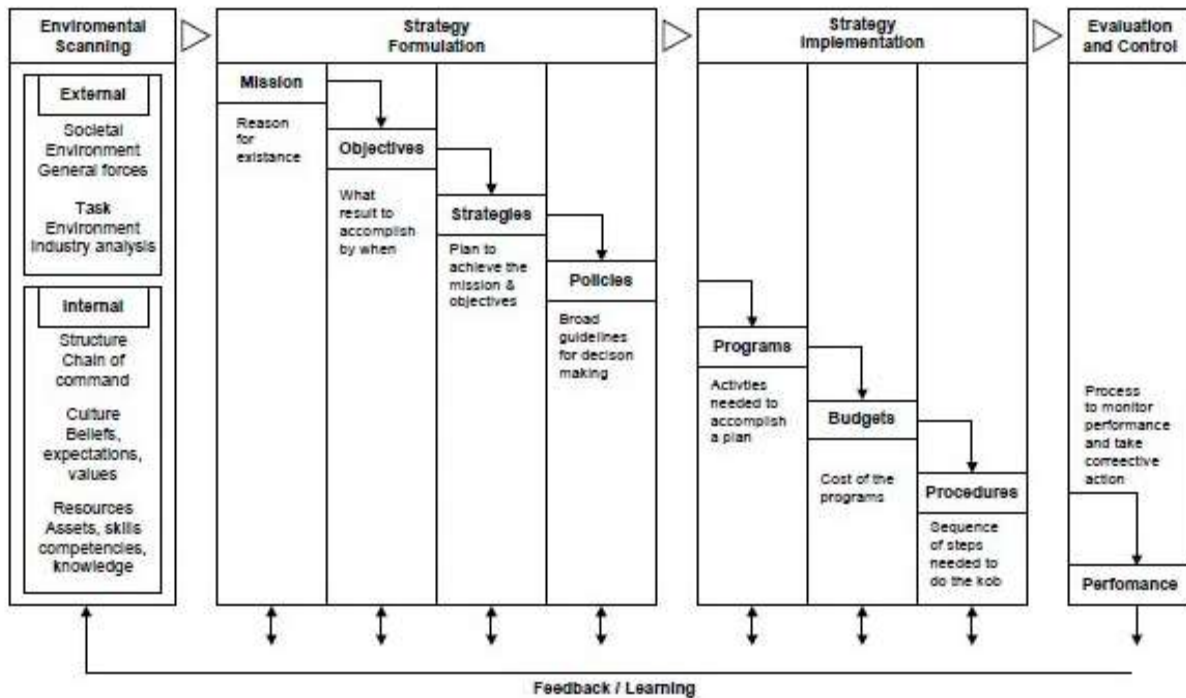 Enviromental
Scanning
Strategy
Formulation
Strategy
Implementation
Evaluation
and Control
External
Societal
Environment
General forces
Task
Environment
Industry analysis
Internal
Structure
Chain of
command
Culture
Beliefs,
expectations,
values
Resources
Assets, skills
competencies,
knowledge
Mission
Reason
for
existance
Objectives
What
result to
accomplish
by when
Strategies
Plan to
achieve the
mission &
objectives
Policies
Broad
guidelines
for decison
making
Programs
Activties
needed to
accomplish
a plan
Budgets
Cost of the
programs
Procedures
Sequence
of steps
needed to
do the kob
Process
to monitor
performance
and take
correective
action
Perfomance
Feedback / Learning